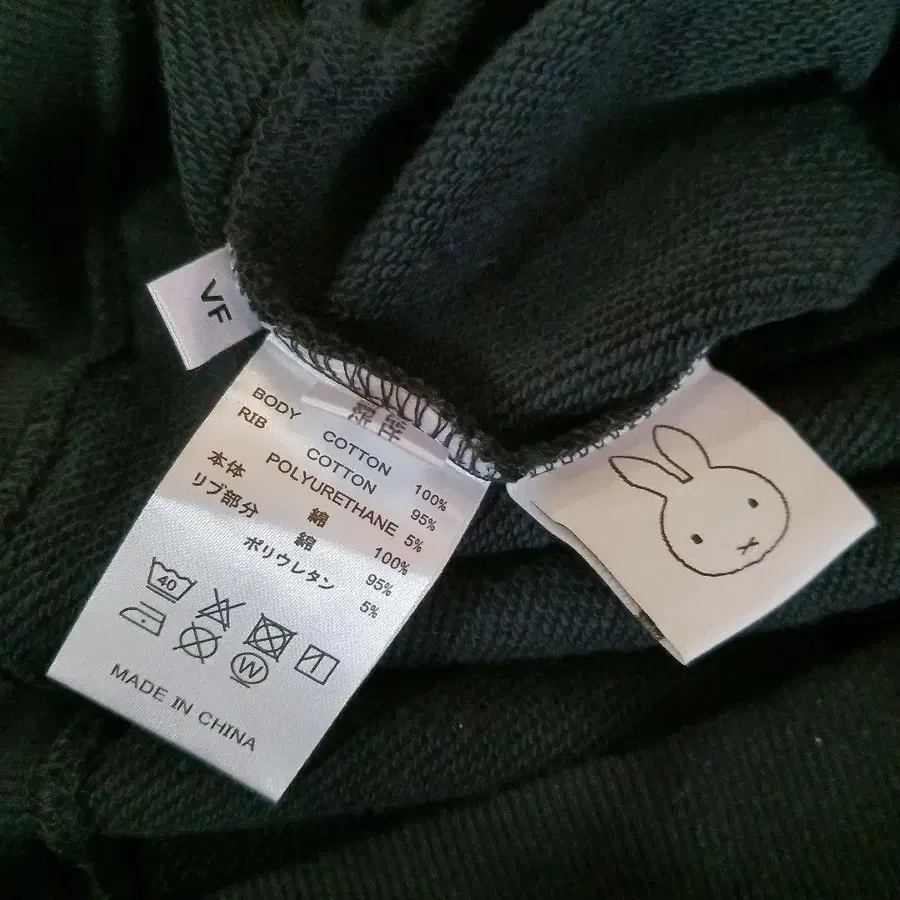 VF
BODY COTTON 100%
RIB COTTON 95%
POLYURETHANE 5%
本体 綿 100%
リブ部分 綿 95%
ポリウレタン 5%
40
W
MADE IN CHINA